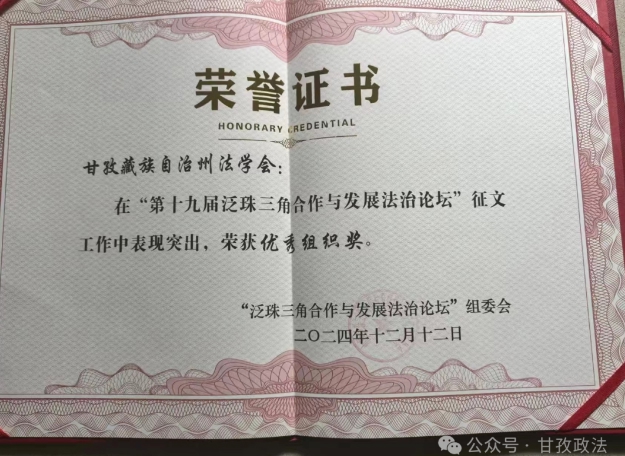 荣誉证书
HONORARY CREDENTIAL
甘孜藏族自治州法学会：
在“第十九届泛珠三角合作与发展法治论坛”征文
工作中表现突出，荣获优秀组织奖。
“泛珠三角合作与发展法治论坛”组委会
二〇二四年十二月十二日
公众号·甘孜政法